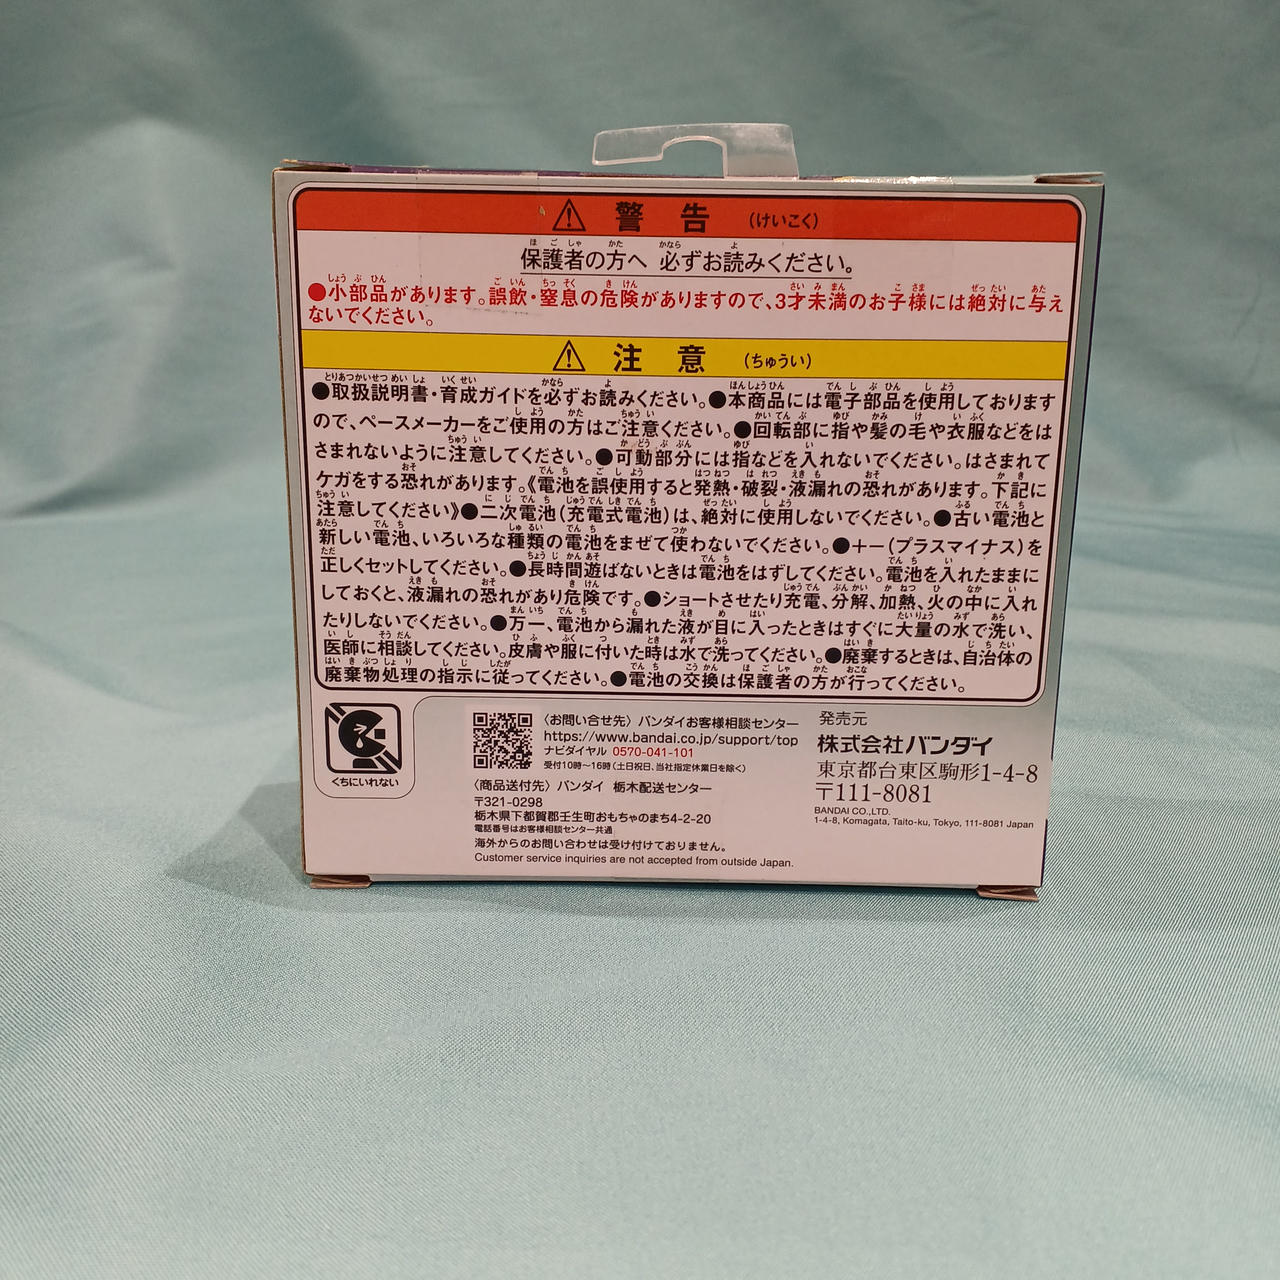 警告 (けいこく)
保護者の方へ 必ずお読みください。
●小部品があります。誤飲・窒息の危険がありますので、3才未満のお子様には絶対に与え
ないでください。
注意 (ちゅうい)
●取扱説明書・育成ガイドを必ずお読みください。●本商品には電子部品を使用しております
ので、ペースメーカーをご使用の方はご注意ください。●回転部に指や髪の毛や衣服などをは
さまれないように注意してください。●可動部分には指などを入れないでください。はさまれて
ケガをする恐れがあります。《電池を誤使用すると発熱・破裂・液漏れの恐れがあります。下記に
注意してください》●二次電池(充電式電池)は、絶対に使用しないでください。●古い電池と
新しい電池、いろいろな種類の電池をまぜて使わないでください。●+−(プラスマイナス)を
正しくセットしてください。●長時間遊ばないときは電池をはずしてください。電池を入れたままに
しておくと、液漏れの恐れがあり危険です。●ショートさせたり充電、分解、加熱、火の中に入れ
たりしないでください。●万一、電池から漏れた液が目に入ったときはすぐに大量の水で洗い、
医師に相談してください。皮膚や服に付いた時は水で洗ってください。●廃棄するときは、自治体の
廃棄物処理の指示に従ってください。●電池の交換は保護者の方が行ってください。
くちにいれない
〈お問い合せ先〉バンダイお客様相談センター
https://www.bandai.co.jp/support/top
ナビダイヤル 0570-041-101
受付10時〜16時(土日祝日、当社指定休業日を除く)
〈商品送付先〉バンダイ 栃木配送センター
〒321-0298
栃木県下都賀郡壬生町おもちゃのまち4-2-20
電話番号はお客様相談センター共通
海外からのお問い合わせは受け付けておりません。
Customer service inquiries are not accepted from outside Japan.
発売元
株式会社バンダイ
東京都台東区駒形1-4-8
〒111-8081
BANDAI CO.,LTD.
1-4-8, Komagata, Taito-ku, Tokyo, 111-8081 Japan